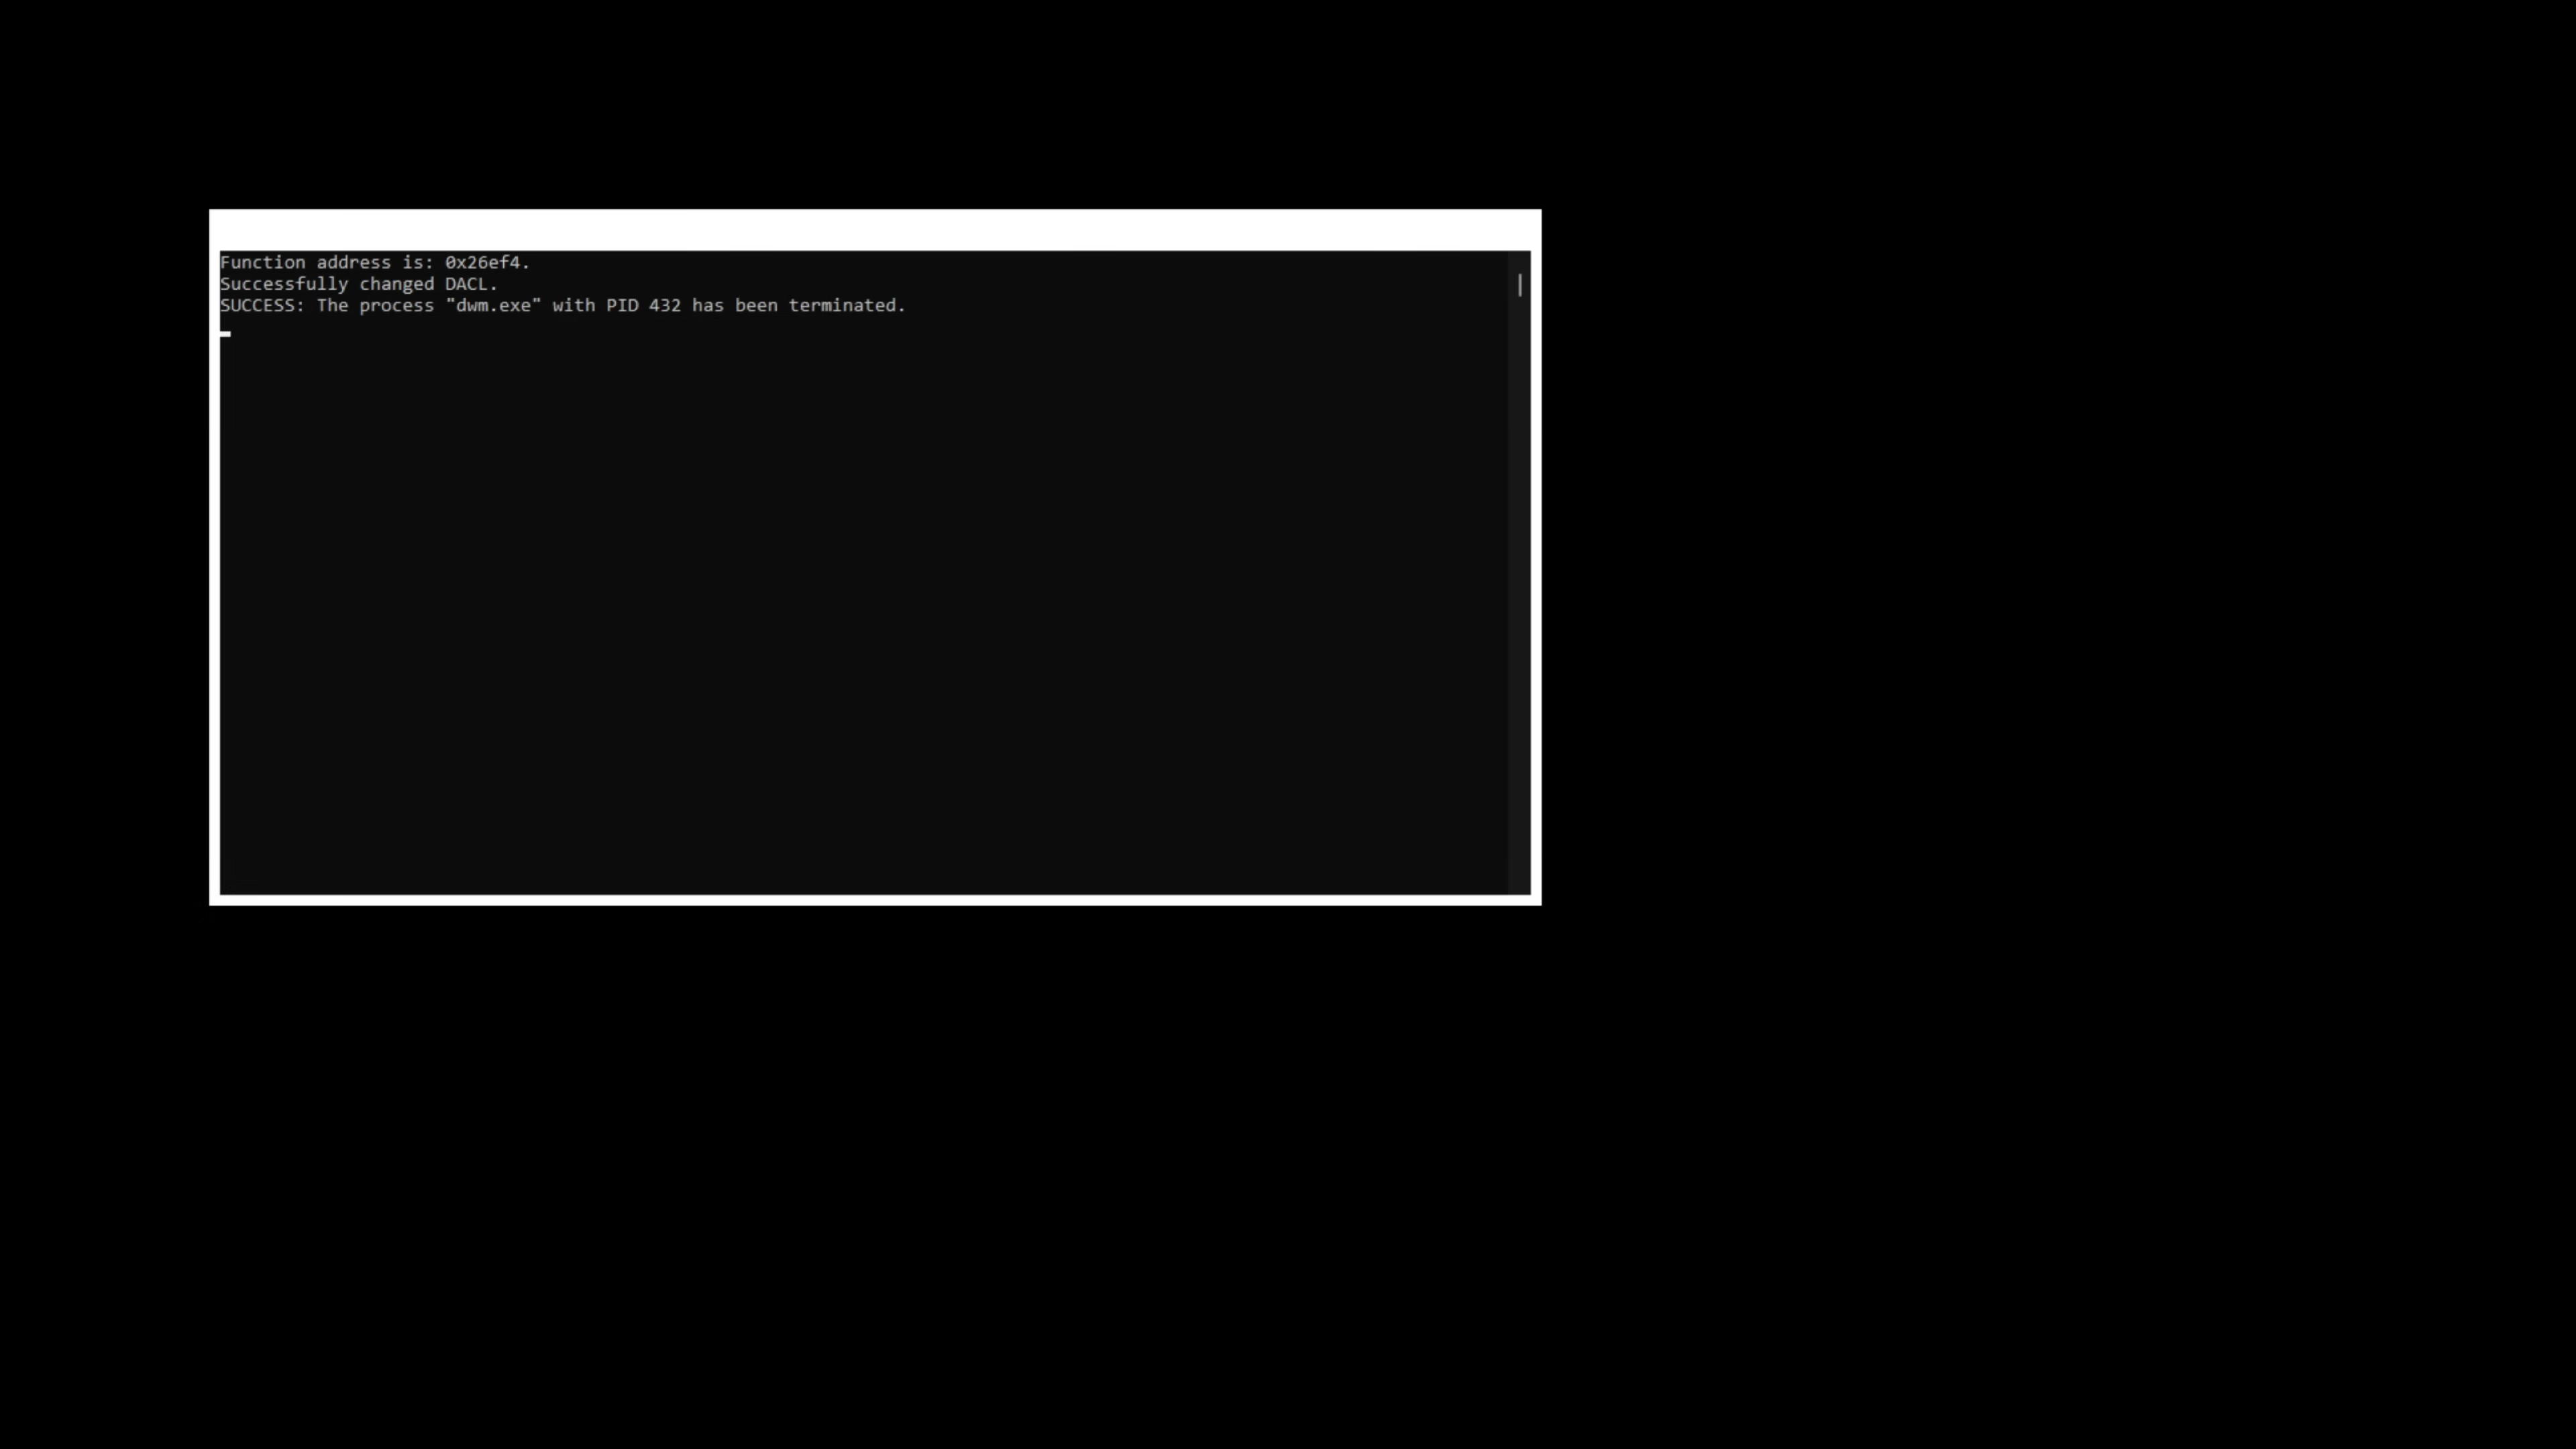 Function address is: 0x26ef4.
Successfully changed DACL.
SUCCESS: The process "dwm.exe" with PID 432 has been terminated.